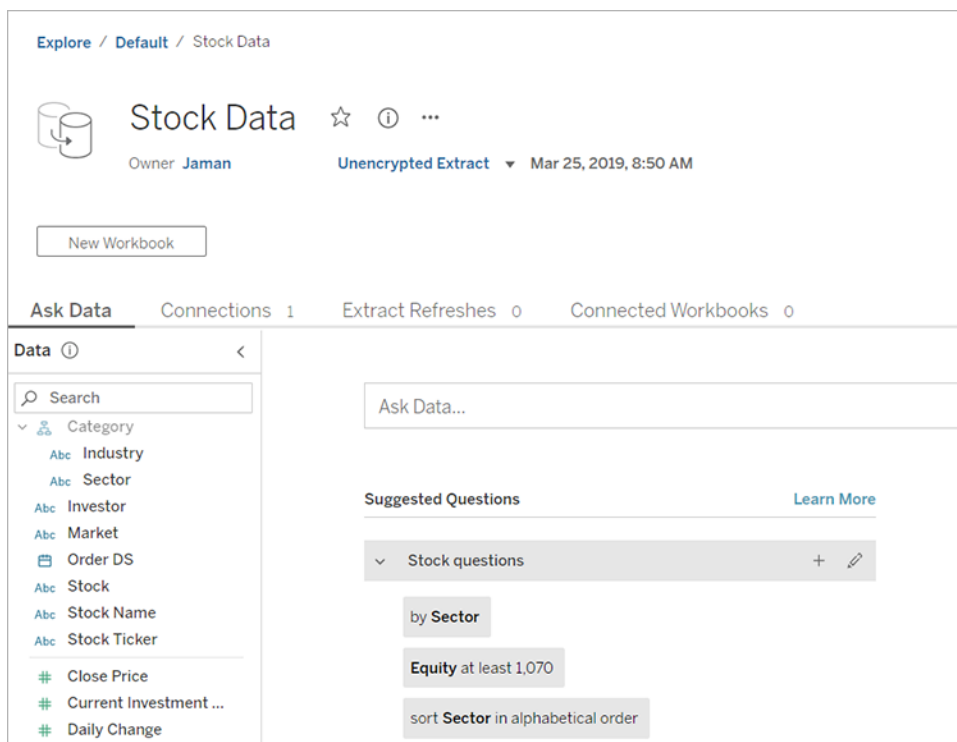 Explore / Default / Stock Data
Stock Data
Owner Jaman
Unencrypted Extract Mar 25, 2019, 8:50 AM
New Workbook
Ask Data Connections 1 Extract Refreshes 0 Connected Workbooks 0
Data
Search
Category
Abc Industry
Abc Sector
Abc Investor
Abc Market
Order DS
Abc Stock
Abc Stock Name
Abc Stock Ticker
# Close Price
# Current Investment ...
# Daily Change
Ask Data...
Suggested Questions Learn More
Stock questions
by Sector
Equity at least 1,070
sort Sector in alphabetical order